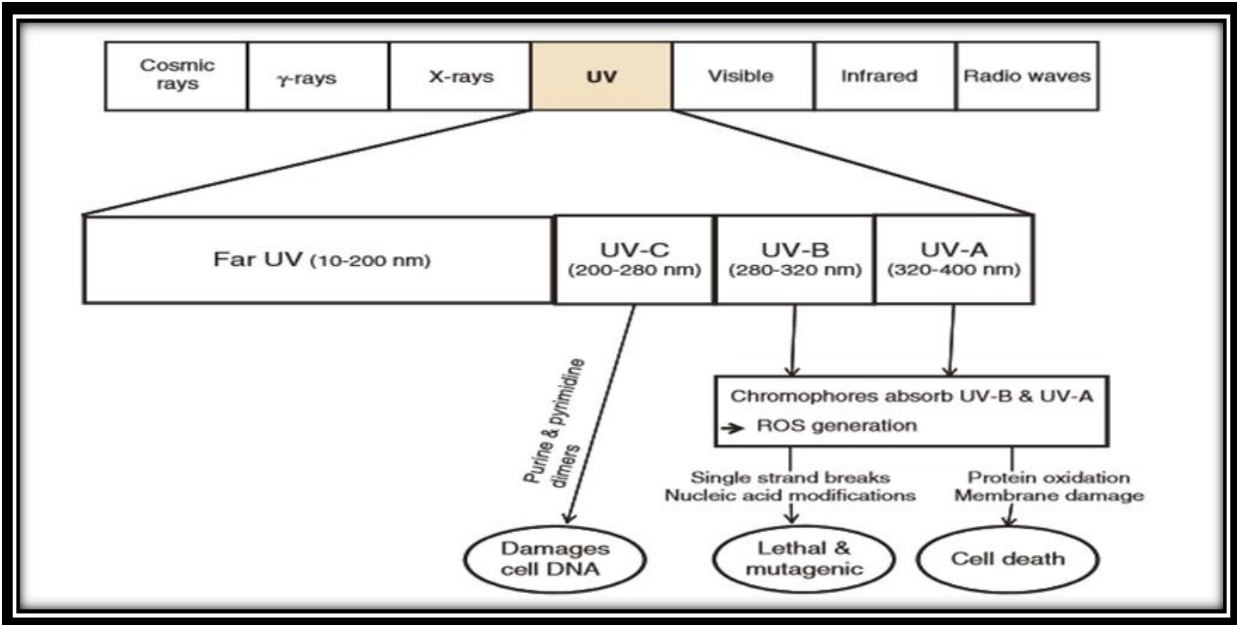 Cosmic
rays
γ-rays
X-rays
UV
Visible
Infrared
Radio waves
Far UV (10-200 nm)
UV-C
(200-280 nm)
UV-B
(280-320 nm)
UV-A
(320-400 nm)
Purine & pyrimidine
dimers
Chromophores absorb UV-B & UV-A
→ ROS generation
Single strand breaks
Nucleic acid modifications
Protein oxidation
Membrane damage
Damages
cell DNA
Lethal &
mutagenic
Cell death